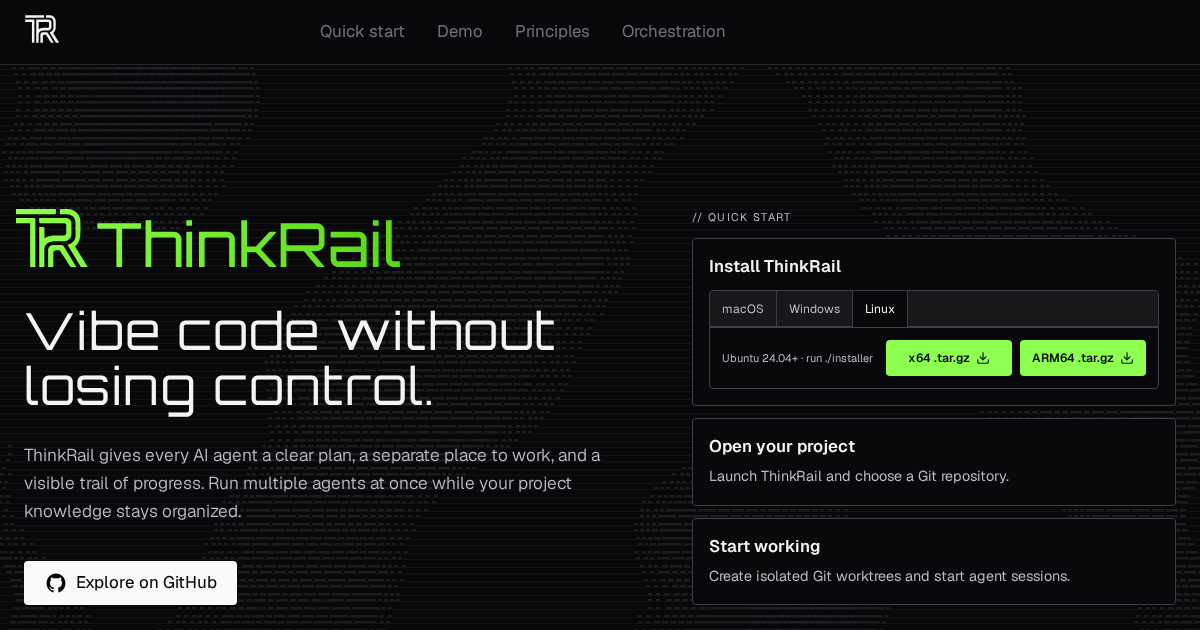 TR
Quick start
Demo
Principles
Orchestration
TR ThinkRail
Vibe code without
losing control.
ThinkRail gives every AI agent a clear plan, a separate place to work, and a
visible trail of progress. Run multiple agents at once while your project
knowledge stays organized.
Explore on GitHub
// QUICK START
Install ThinkRail
macOS
Windows
Linux
Ubuntu 24.04+ · run ./installer
x64 .tar.gz
ARM64 .tar.gz
Open your project
Launch ThinkRail and choose a Git repository.
Start working
Create isolated Git worktrees and start agent sessions.